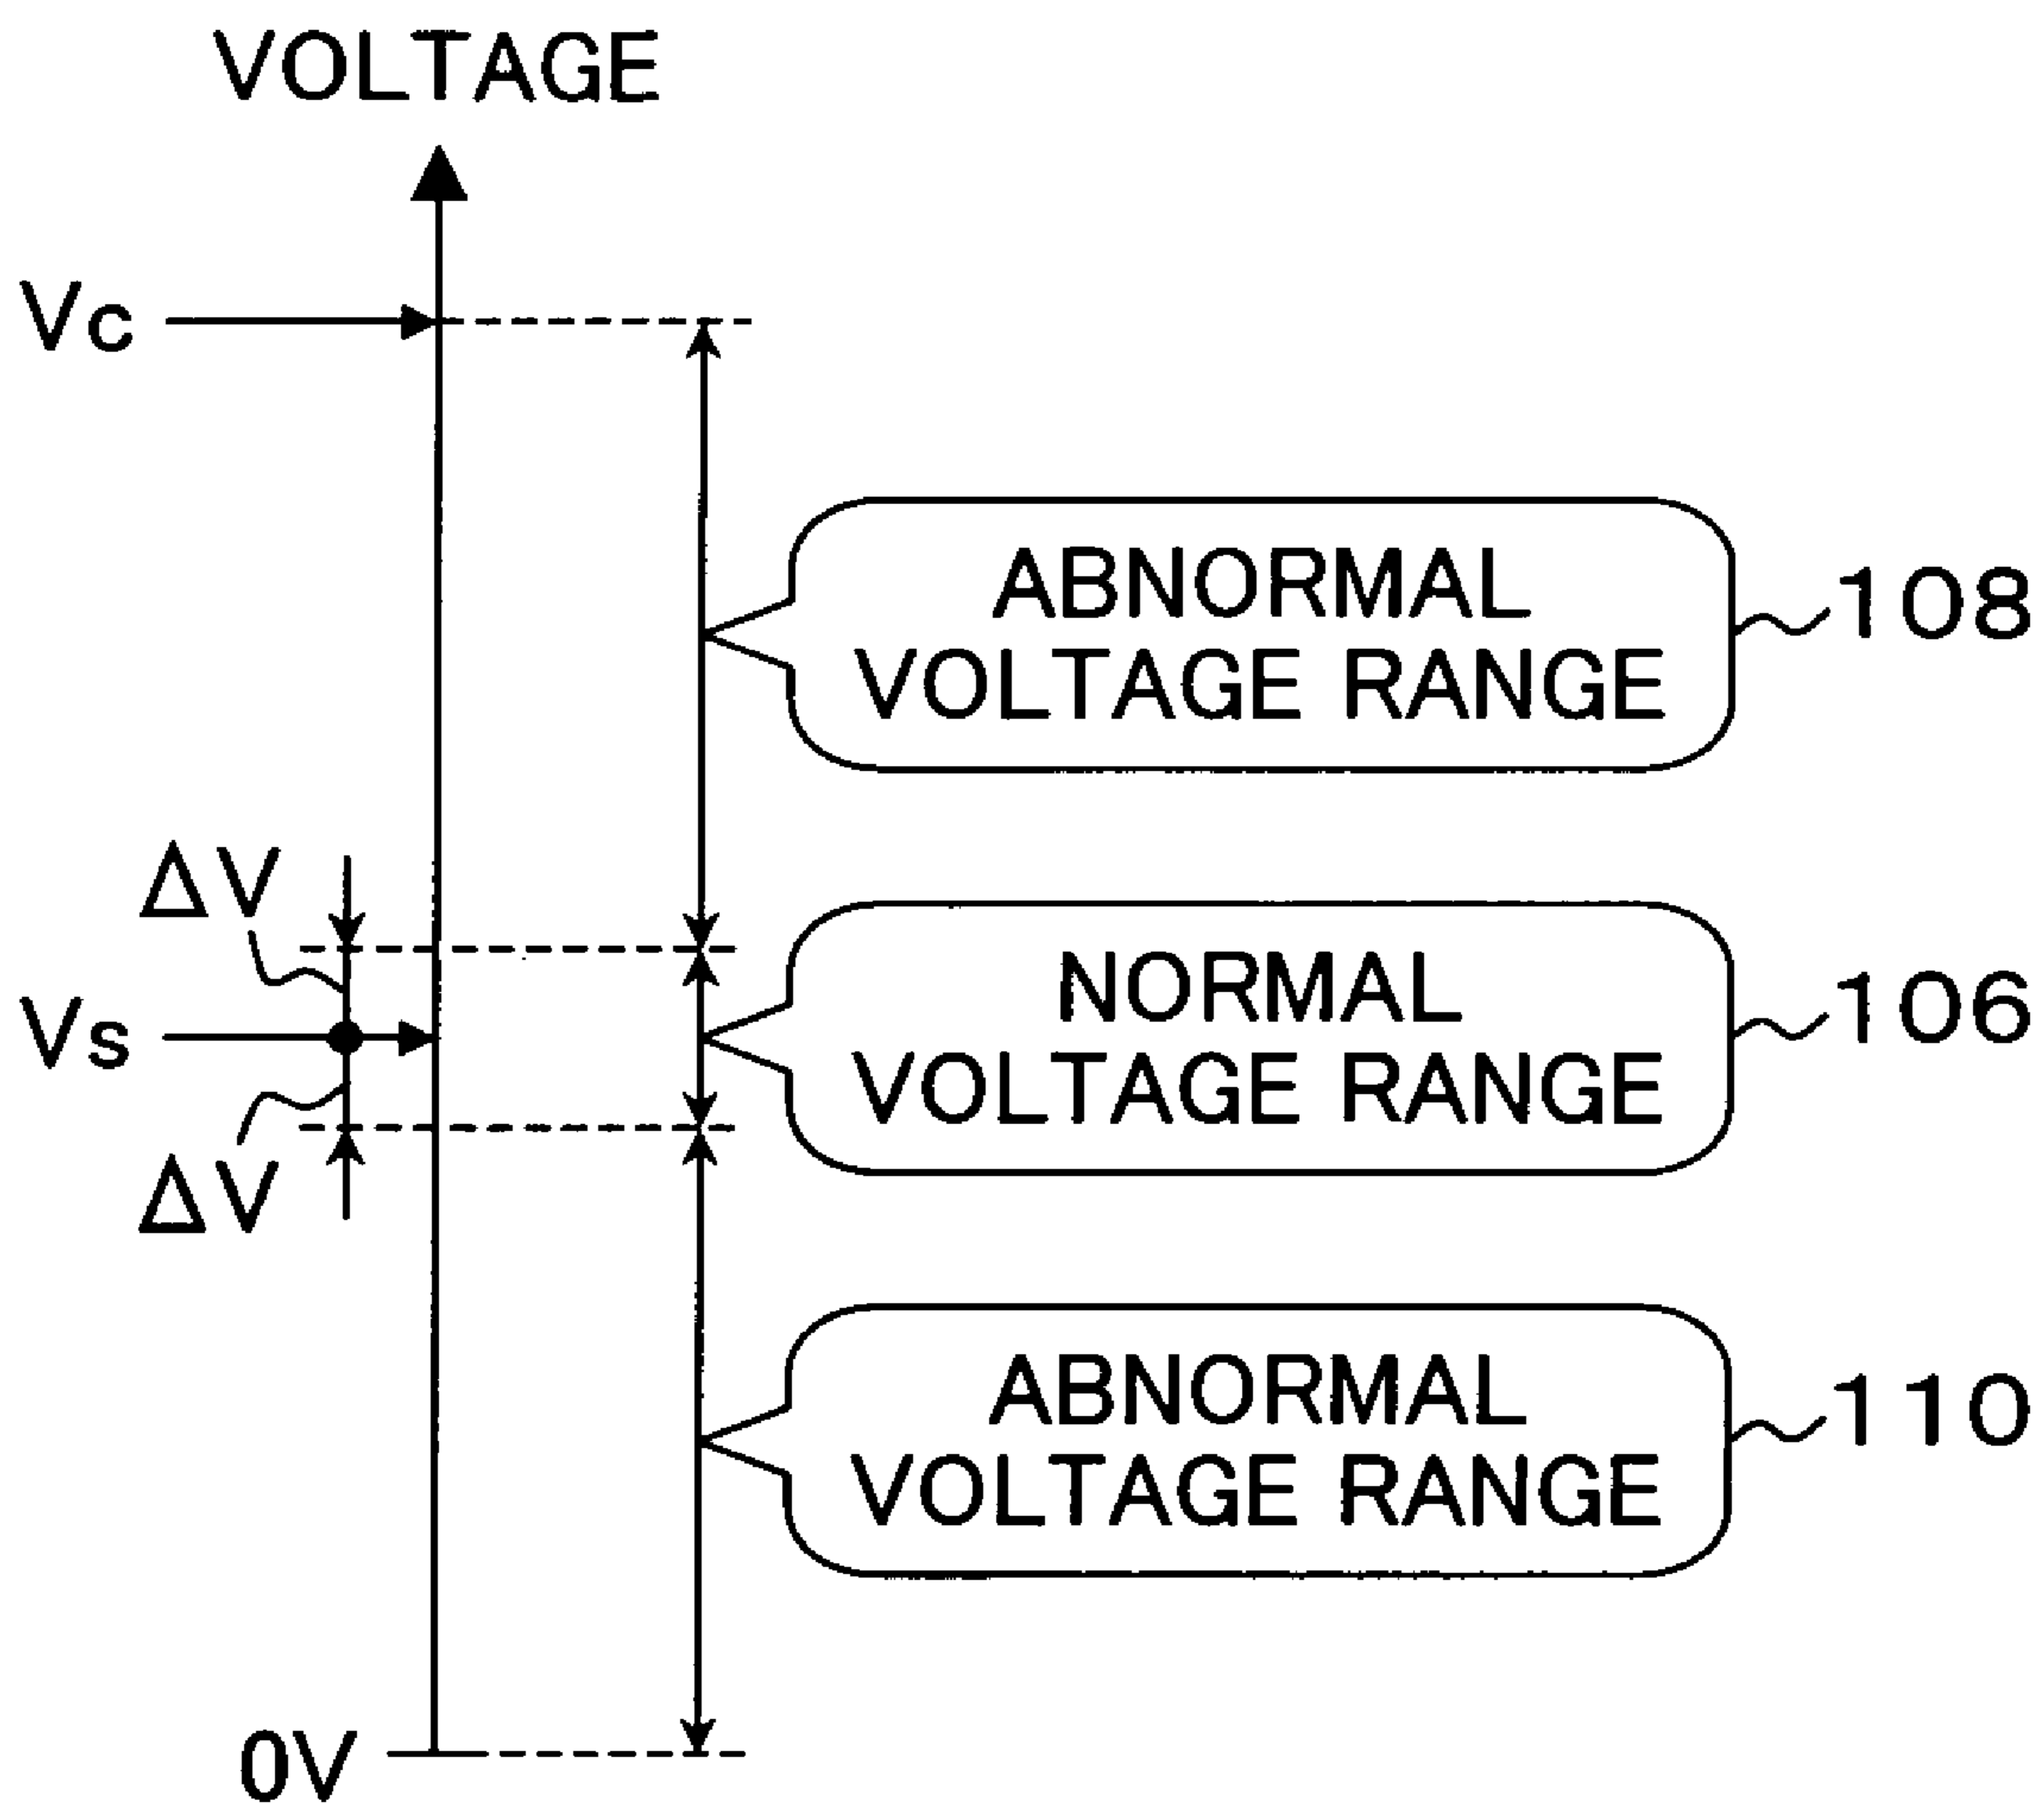 VOLTAGE
Vc
ABNORMAL
VOLTAGE RANGE
108
ΔV
NORMAL
VOLTAGE RANGE
106
Vs
ΔV
ABNORMAL
VOLTAGE RANGE
110
0V